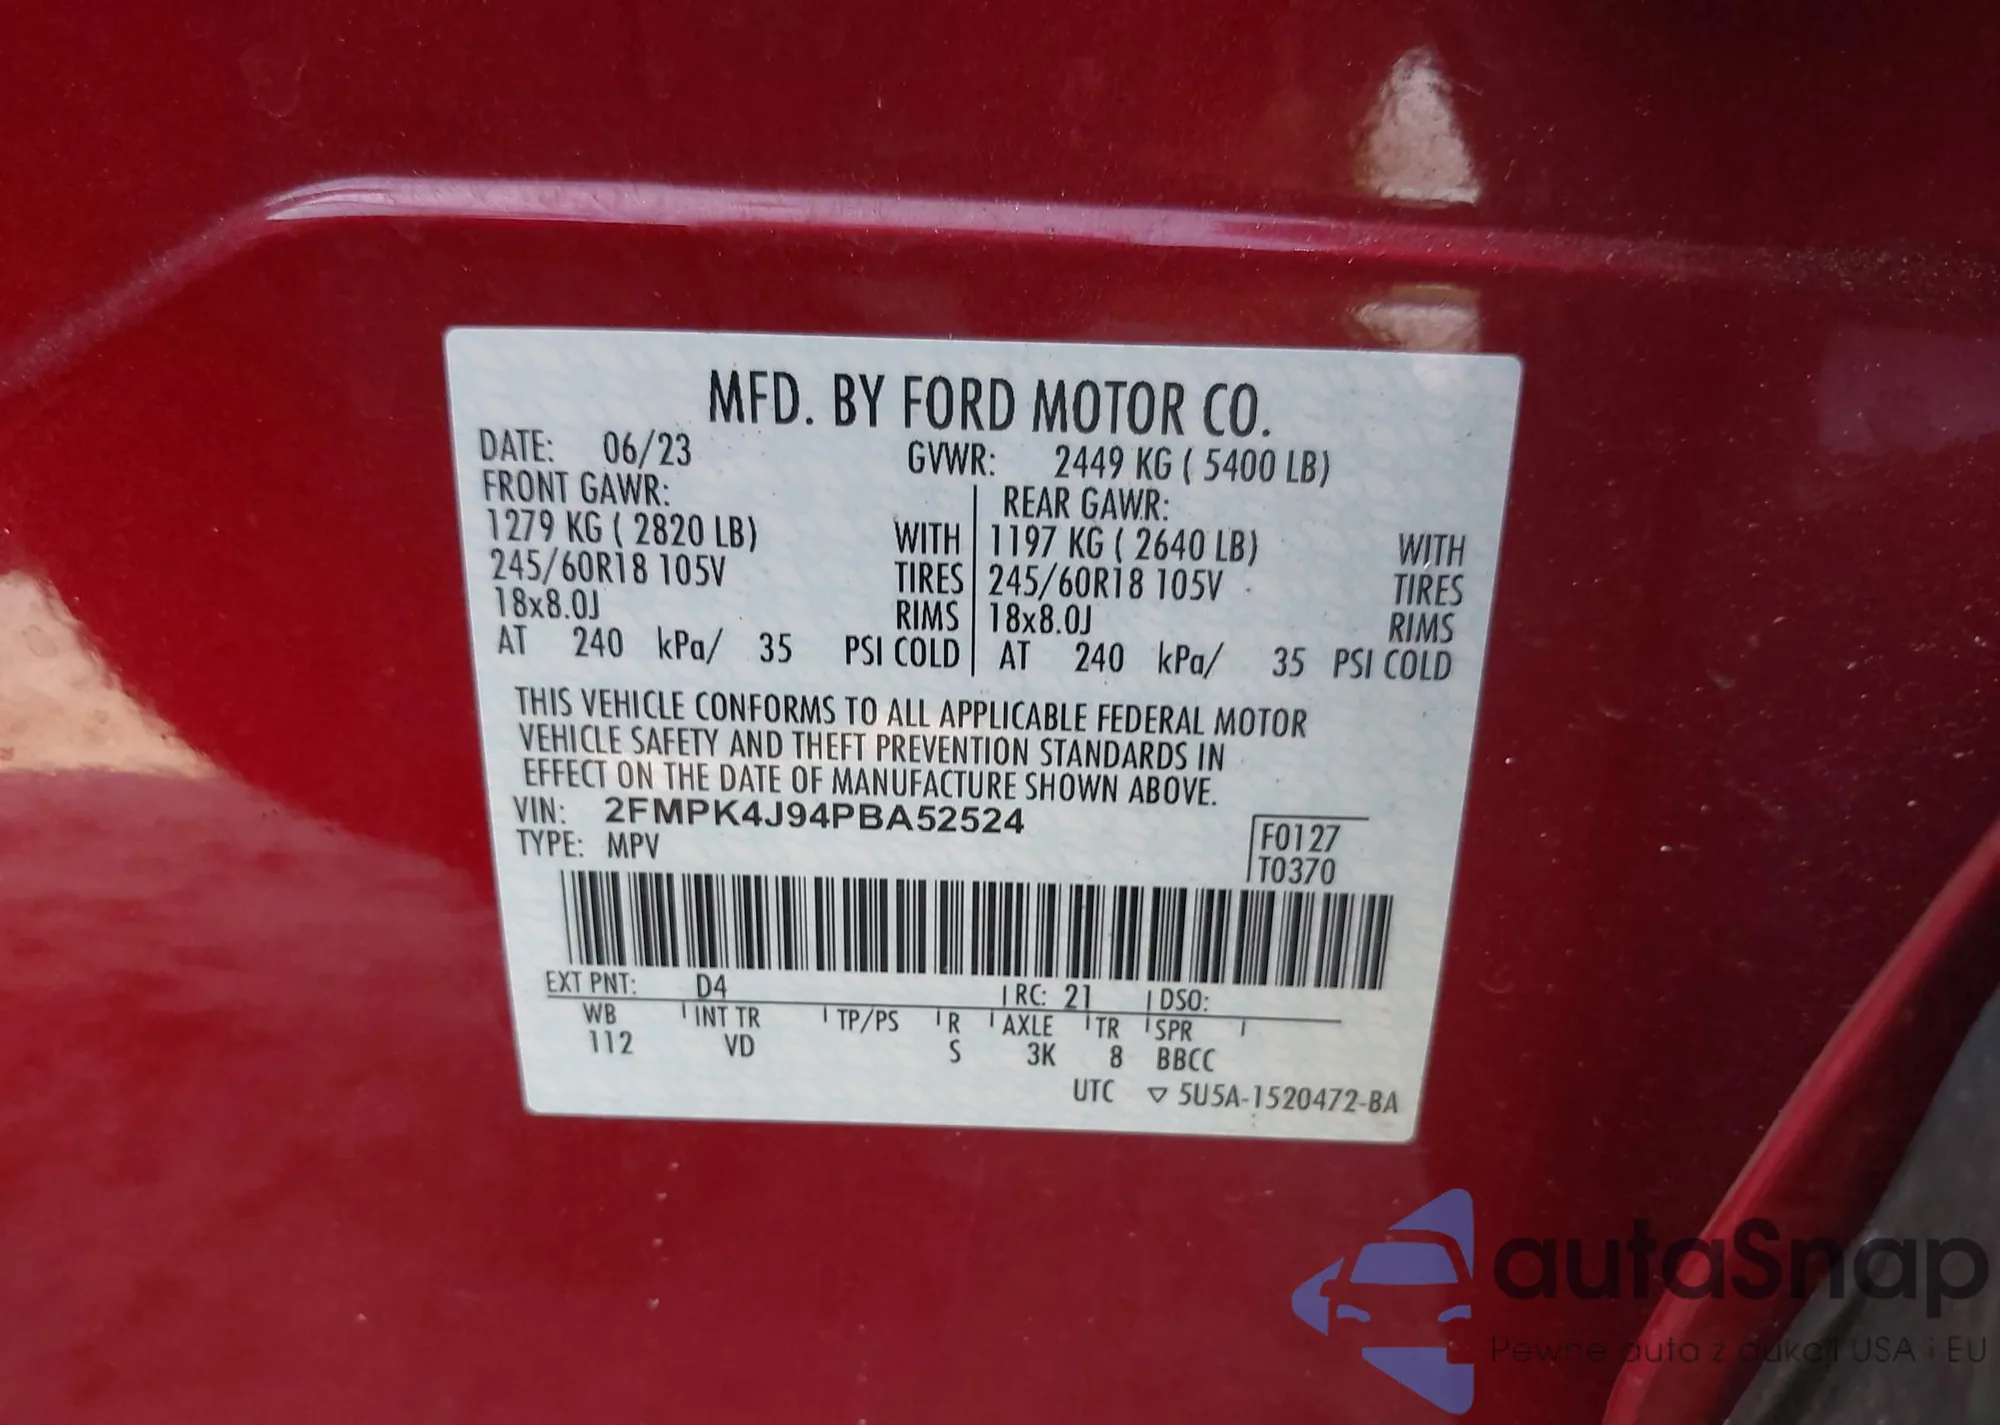 MFD. BY FORD MOTOR CO.
DATE: 06/23 GVWR: 2449 KG ( 5400 LB)
FRONT GAWR: REAR GAWR:
1279 KG ( 2820 LB) WITH 1197 KG ( 2640 LB) WITH
245/60R18 105V TIRES 245/60R18 105V TIRES
18x8.0J RIMS 18x8.0J RIMS
AT 240 kPa/ 35 PSI COLD AT 240 kPa/ 35 PSI COLD
THIS VEHICLE CONFORMS TO ALL APPLICABLE FEDERAL MOTOR
VEHICLE SAFETY AND THEFT PREVENTION STANDARDS IN
EFFECT ON THE DATE OF MANUFACTURE SHOWN ABOVE.
VIN: 2FMPK4J94PBA52524
TYPE: MPV
F0127
T0370
EXT PNT: D4 RC: 21 DSO:
WB INT TR TP/PS R AXLE TR SPR
112 VD S 3K 8 BBCC
UTC ▽ 5U5A-1520472-BA
autoSnap
Pewne auta z aukcji USA i EU